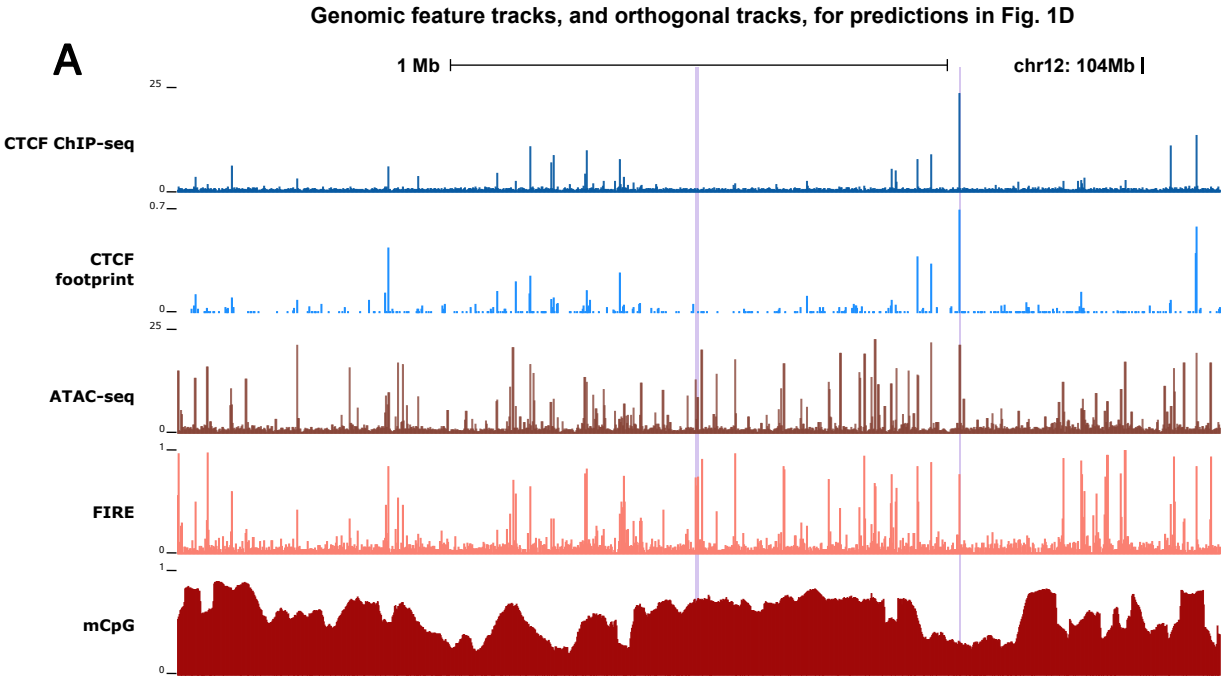 Genomic feature tracks, and orthogonal tracks, for predictions in Fig. 1D
A
1 Mb
chr12: 104Mb
25
CTCF ChIP-seq
0
0.7
CTCF
footprint
0
25
ATAC-seq
0
1
FIRE
0
1
mCpG
0